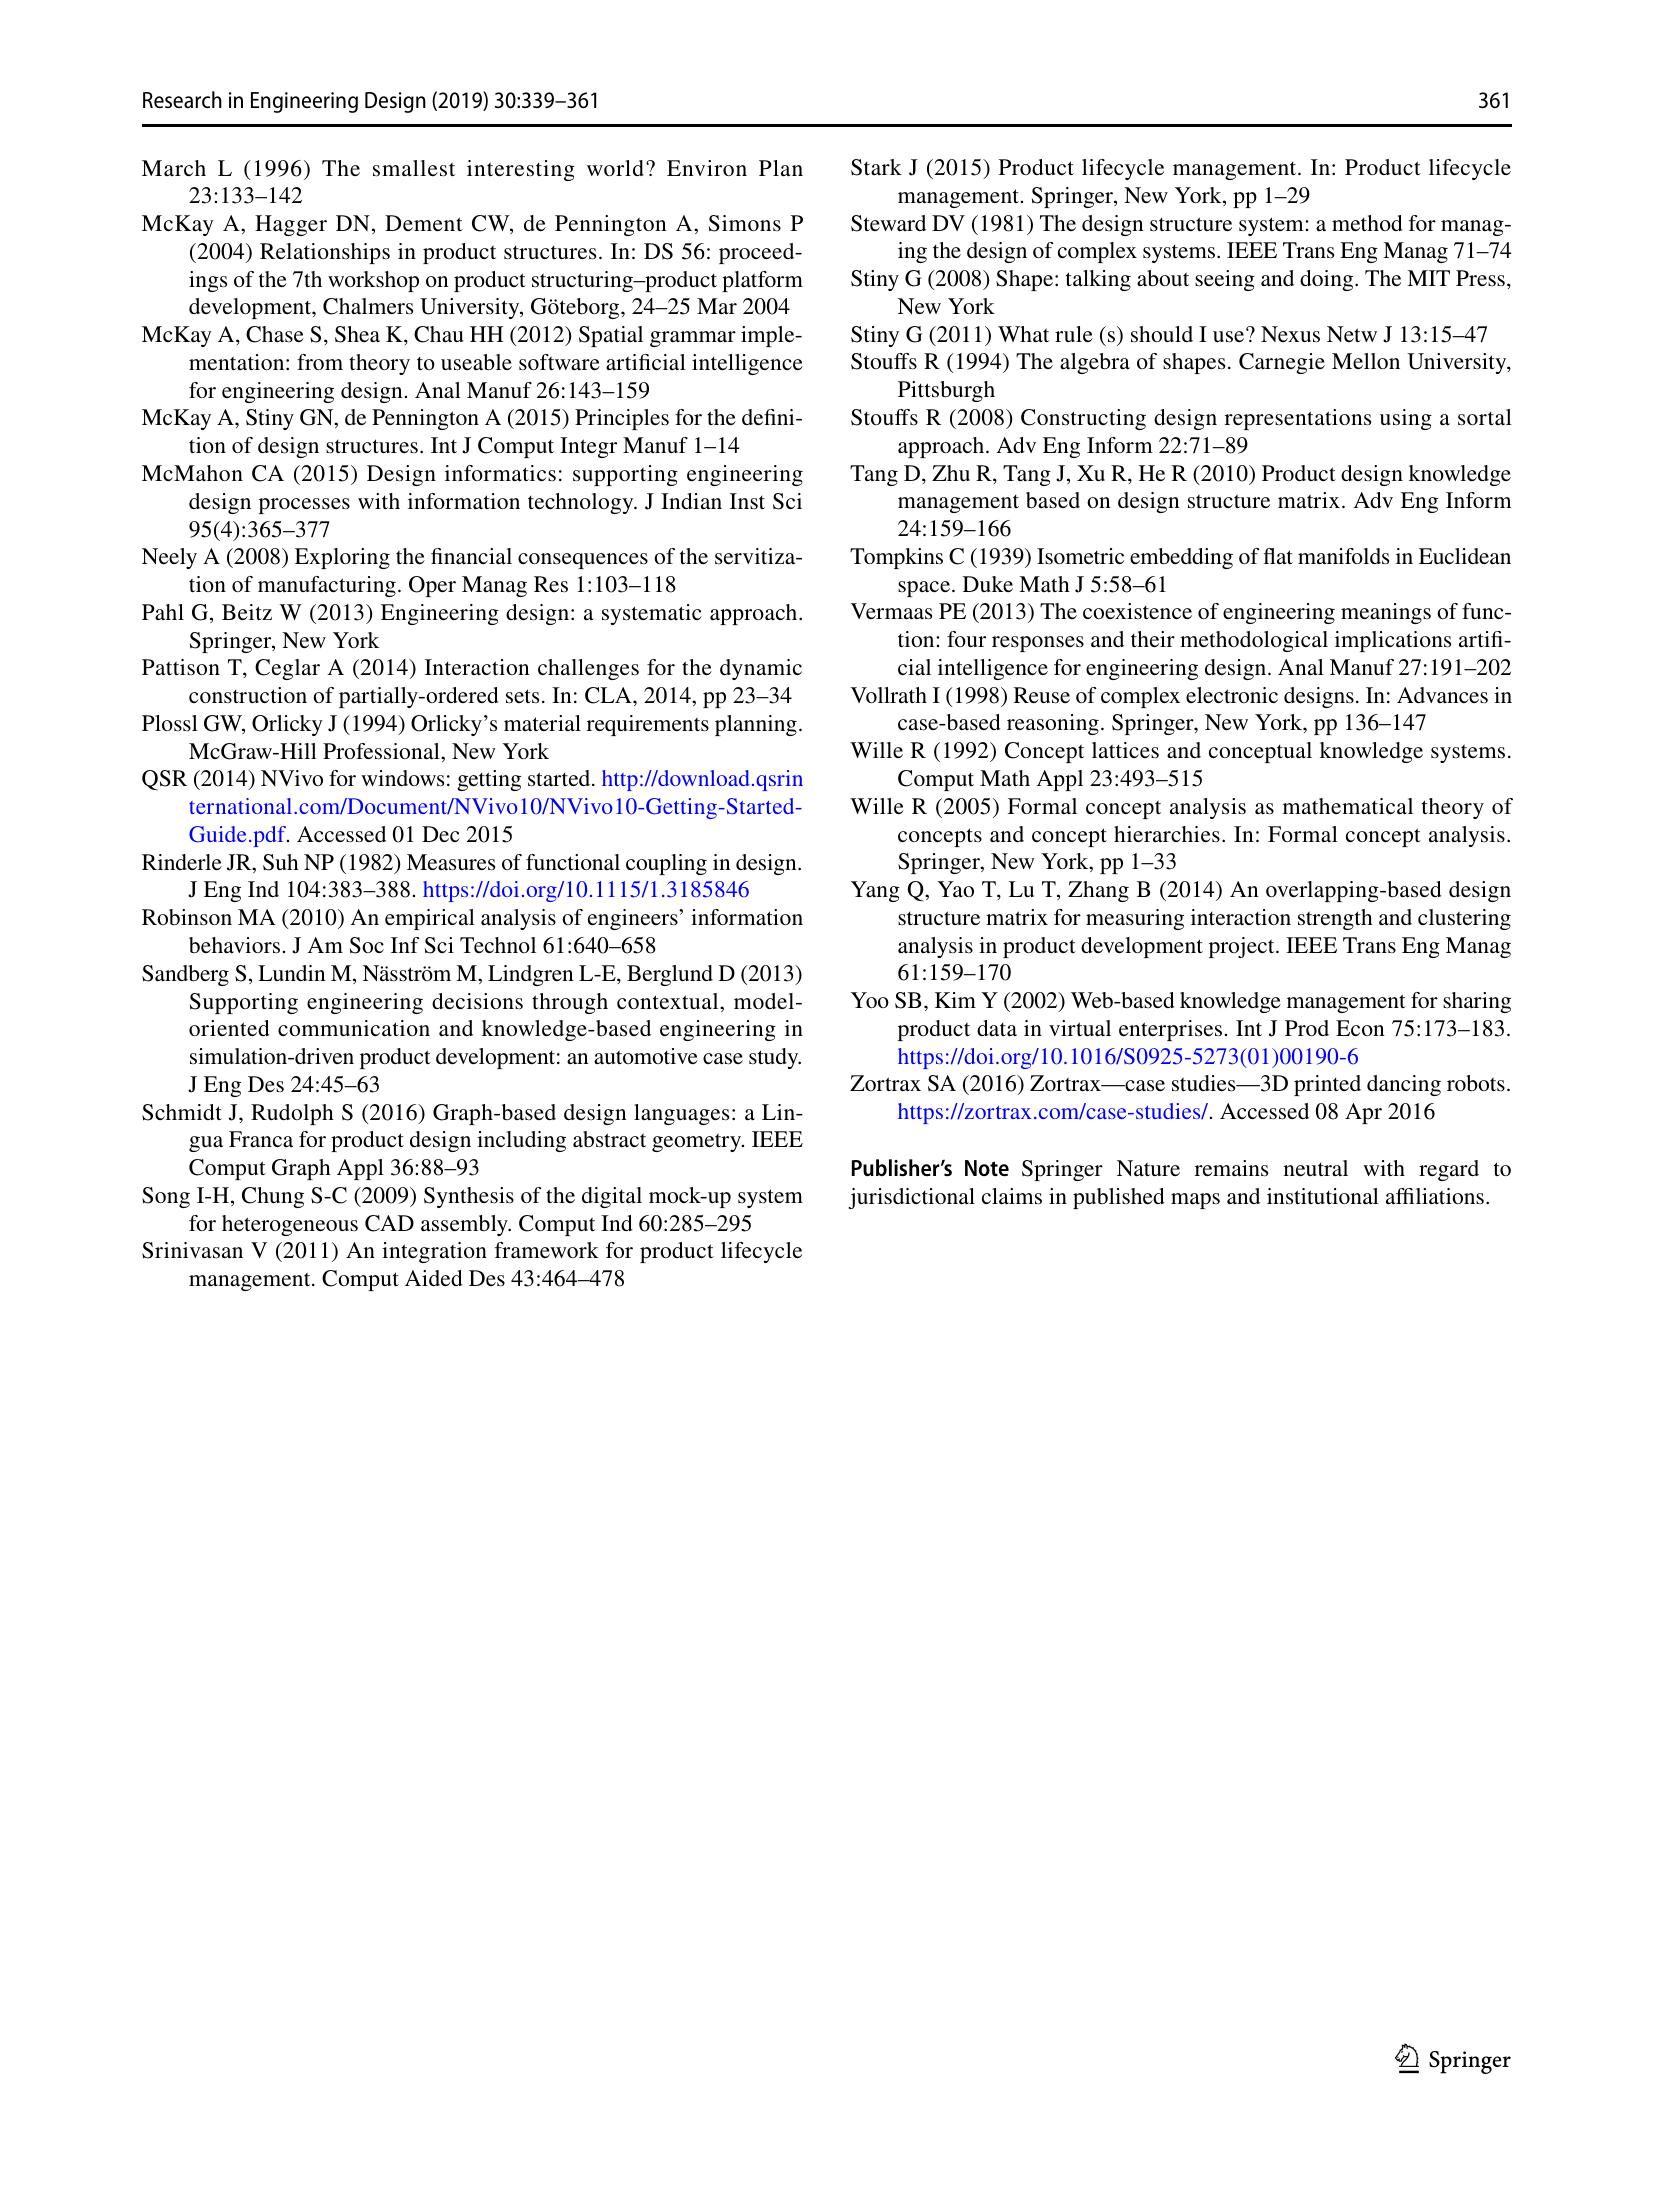 Research in Engineering Design (2019) 30:339–361
361
March L (1996) The smallest interesting world? Environ Plan
23:133–142
McKay A, Hagger DN, Dement CW, de Pennington A, Simons P
(2004) Relationships in product structures. In: DS 56: proceed-
ings of the 7th workshop on product structuring–product platform
development, Chalmers University, Göteborg, 24–25 Mar 2004
McKay A, Chase S, Shea K, Chau HH (2012) Spatial grammar imple-
mentation: from theory to useable software artificial intelligence
for engineering design. Anal Manuf 26:143–159
McKay A, Stiny GN, de Pennington A (2015) Principles for the defini-
tion of design structures. Int J Comput Integr Manuf 1–14
McMahon CA (2015) Design informatics: supporting engineering
design processes with information technology. J Indian Inst Sci
95(4):365–377
Neely A (2008) Exploring the financial consequences of the servitiza-
tion of manufacturing. Oper Manag Res 1:103–118
Pahl G, Beitz W (2013) Engineering design: a systematic approach.
Springer, New York
Pattison T, Ceglar A (2014) Interaction challenges for the dynamic
construction of partially-ordered sets. In: CLA, 2014, pp 23–34
Plossl GW, Orlicky J (1994) Orlicky’s material requirements planning.
McGraw-Hill Professional, New York
QSR (2014) NVivo for windows: getting started. http://download.qsrin
ternational.com/Document/NVivo10/NVivo10-Getting-Started-
Guide.pdf. Accessed 01 Dec 2015
Rinderle JR, Suh NP (1982) Measures of functional coupling in design.
J Eng Ind 104:383–388. https://doi.org/10.1115/1.3185846
Robinson MA (2010) An empirical analysis of engineers’ information
behaviors. J Am Soc Inf Sci Technol 61:640–658
Sandberg S, Lundin M, Näsström M, Lindgren L-E, Berglund D (2013)
Supporting engineering decisions through contextual, model-
oriented communication and knowledge-based engineering in
simulation-driven product development: an automotive case study.
J Eng Des 24:45–63
Schmidt J, Rudolph S (2016) Graph-based design languages: a Lin-
gua Franca for product design including abstract geometry. IEEE
Comput Graph Appl 36:88–93
Song I-H, Chung S-C (2009) Synthesis of the digital mock-up system
for heterogeneous CAD assembly. Comput Ind 60:285–295
Srinivasan V (2011) An integration framework for product lifecycle
management. Comput Aided Des 43:464–478
Stark J (2015) Product lifecycle management. In: Product lifecycle
management. Springer, New York, pp 1–29
Steward DV (1981) The design structure system: a method for manag-
ing the design of complex systems. IEEE Trans Eng Manag 71–74
Stiny G (2008) Shape: talking about seeing and doing. The MIT Press,
New York
Stiny G (2011) What rule (s) should I use? Nexus Netw J 13:15–47
Stouffs R (1994) The algebra of shapes. Carnegie Mellon University,
Pittsburgh
Stouffs R (2008) Constructing design representations using a sortal
approach. Adv Eng Inform 22:71–89
Tang D, Zhu R, Tang J, Xu R, He R (2010) Product design knowledge
management based on design structure matrix. Adv Eng Inform
24:159–166
Tompkins C (1939) Isometric embedding of flat manifolds in Euclidean
space. Duke Math J 5:58–61
Vermaas PE (2013) The coexistence of engineering meanings of func-
tion: four responses and their methodological implications artifi-
cial intelligence for engineering design. Anal Manuf 27:191–202
Vollrath I (1998) Reuse of complex electronic designs. In: Advances in
case-based reasoning. Springer, New York, pp 136–147
Wille R (1992) Concept lattices and conceptual knowledge systems.
Comput Math Appl 23:493–515
Wille R (2005) Formal concept analysis as mathematical theory of
concepts and concept hierarchies. In: Formal concept analysis.
Springer, New York, pp 1–33
Yang Q, Yao T, Lu T, Zhang B (2014) An overlapping-based design
structure matrix for measuring interaction strength and clustering
analysis in product development project. IEEE Trans Eng Manag
61:159–170
Yoo SB, Kim Y (2002) Web-based knowledge management for sharing
product data in virtual enterprises. Int J Prod Econ 75:173–183.
https://doi.org/10.1016/S0925-5273(01)00190-6
Zortrax SA (2016) Zortrax—case studies—3D printed dancing robots.
https://zortrax.com/case-studies/. Accessed 08 Apr 2016
Publisher’s Note Springer Nature remains neutral with regard to
jurisdictional claims in published maps and institutional affiliations.
Springer